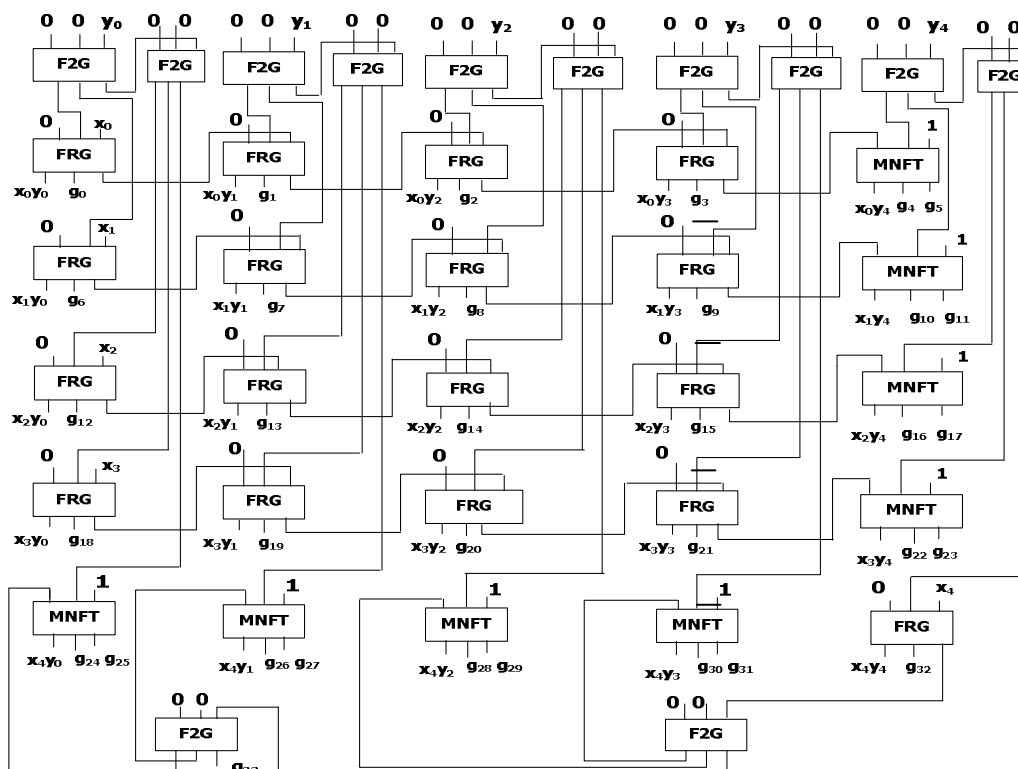 0 0 y₀ 0 0 0 0 y₁ 0 0 0 0 y₂ 0 0 0 0 y₃ 0 0 0 0 y₄ 0 0
F2G F2G F2G F2G F2G F2G F2G F2G F2G F2G
0 x₀ 0 0 0 1
FRG FRG FRG FRG MNFT
x₀y₀ g₀ x₀y₁ g₁ x₀y₂ g₂ x₀y₃ g₃ x₀y₄ g₄ g₅
0 x₁ 0 0 0 1
FRG FRG FRG FRG MNFT
x₁y₀ g₆ x₁y₁ g₇ x₁y₂ g₈ x₁y₃ g₉ x₁y₄ g₁₀ g₁₁
0 x₂ 0 0 0 1
FRG FRG FRG FRG MNFT
x₂y₀ g₁₂ x₂y₁ g₁₃ x₂y₂ g₁₄ x₂y₃ g₁₅ x₂y₄ g₁₆ g₁₇
0 x₃ 0 0 0 1
FRG FRG FRG FRG MNFT
x₃y₀ g₁₈ x₃y₁ g₁₉ x₃y₂ g₂₀ x₃y₃ g₂₁ x₃y₄ g₂₂ g₂₃
1 1 1 1 0 x₄
MNFT MNFT MNFT MNFT FRG
x₄y₀ g₂₄ g₂₅ x₄y₁ g₂₆ g₂₇ x₄y₂ g₂₈ g₂₉ x₄y₃ g₃₀ g₃₁ x₄y₄ g₃₂
0 0 0 0
F2G F2G